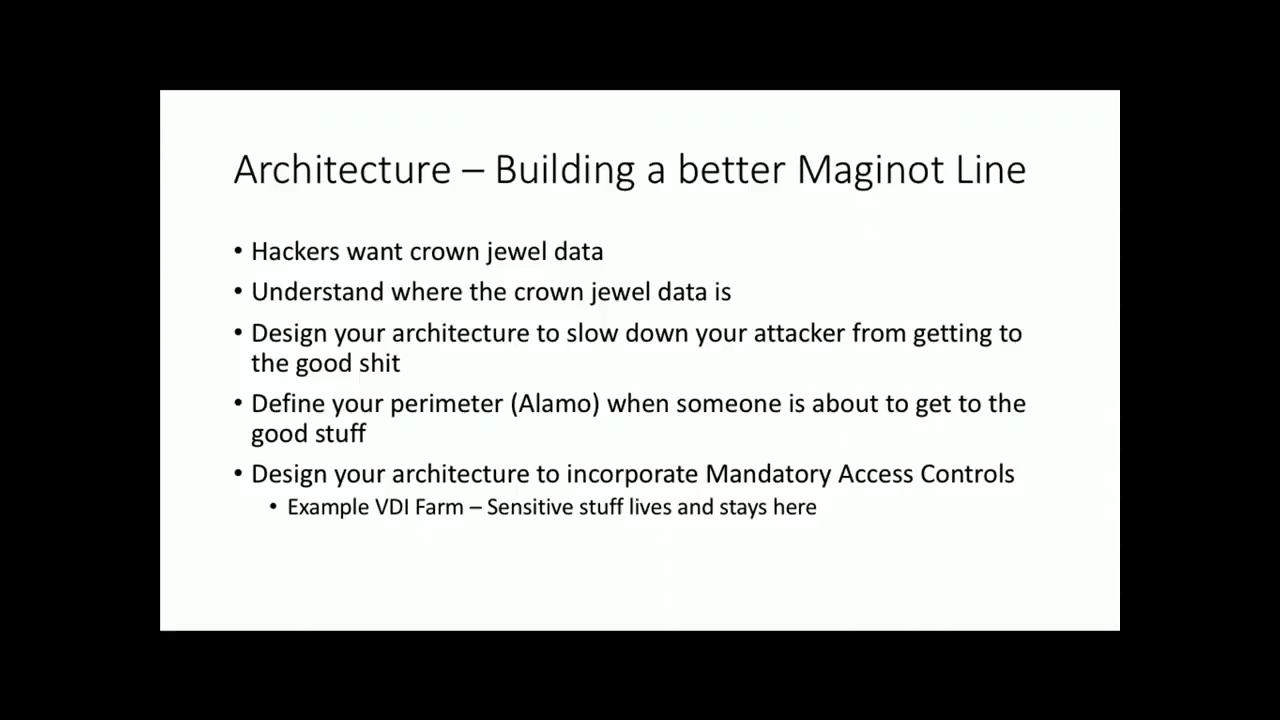 Architecture – Building a better Maginot Line
• Hackers want crown jewel data
• Understand where the crown jewel data is
• Design your architecture to slow down your attacker from getting to
the good shit
• Define your perimeter (Alamo) when someone is about to get to the
good stuff
• Design your architecture to incorporate Mandatory Access Controls
• Example VDI Farm – Sensitive stuff lives and stays here